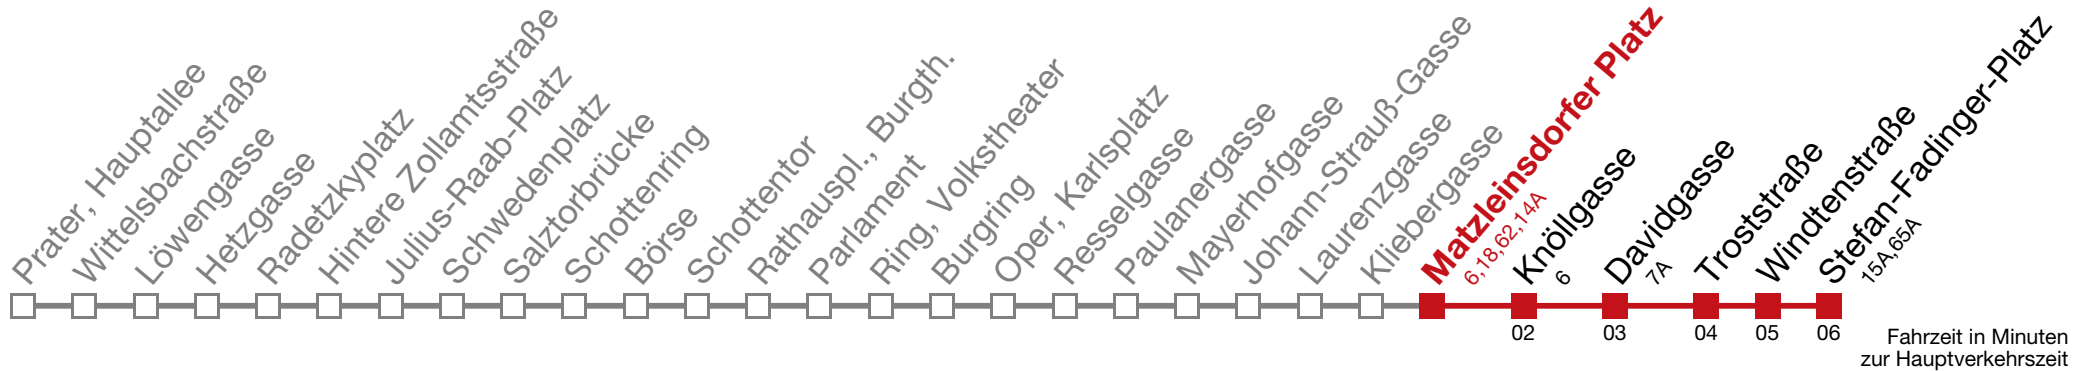 Prater, Hauptallee
Wittelsbachstraße
Löwengasse
Hetzgasse
Radetzkyplatz
Hintere Zollamtsstraße
Julius-Raab-Platz
Schwedenplatz
Salztorbrücke
Schottenring
Börse
Schottentor
Rathauspl., Burgth.
Parlament
Ring, Volkstheater
Burgring
Oper, Karlsplatz
Resselgasse
Paulanergasse
Mayerhofgasse
Johann-Strauß-Gasse
Laurenzgasse
Kliebergasse
Matzleinsdorfer Platz
6,18,62,14A
Knöllgasse
6
Davidgasse
7A
Troststraße
Windtenstraße
Stefan-Fadinger-Platz
15A,65A
02 03 04 05 06
Fahrzeit in Minuten
zur Hauptverkehrszeit